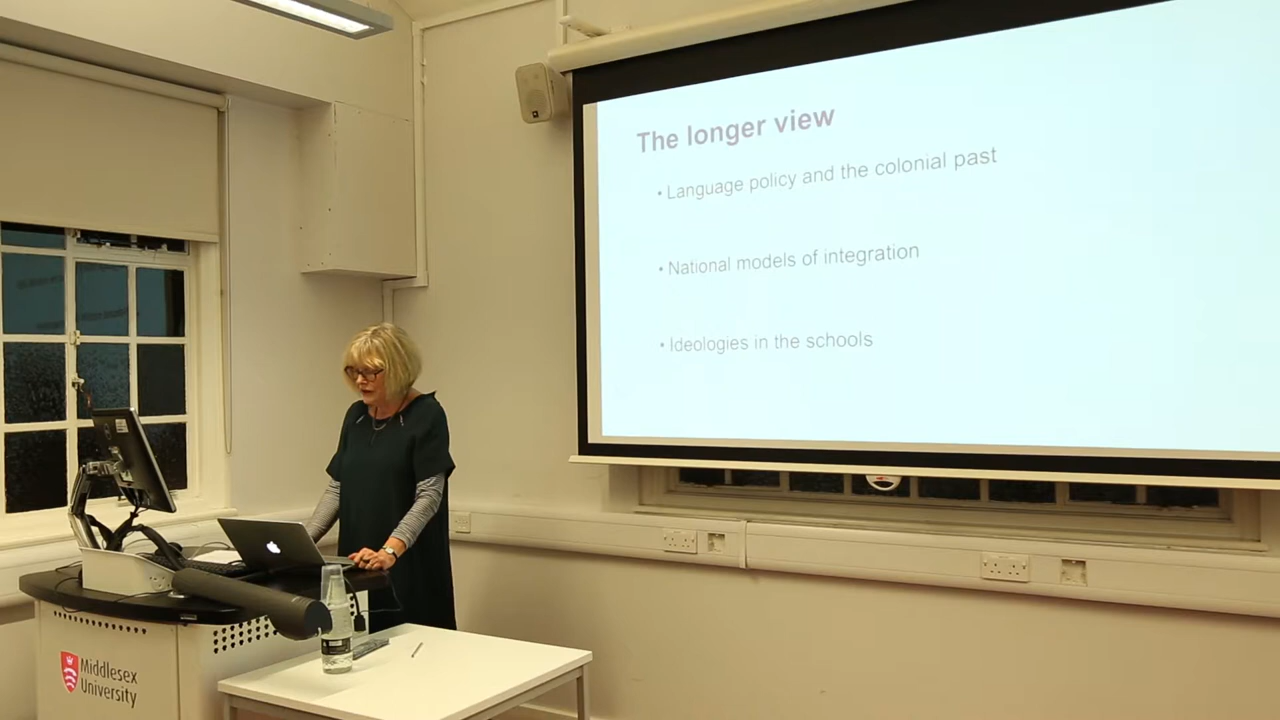 The longer view
• Language policy and the colonial past
• National models of integration
• Ideologies in the schools
Middlesex
University